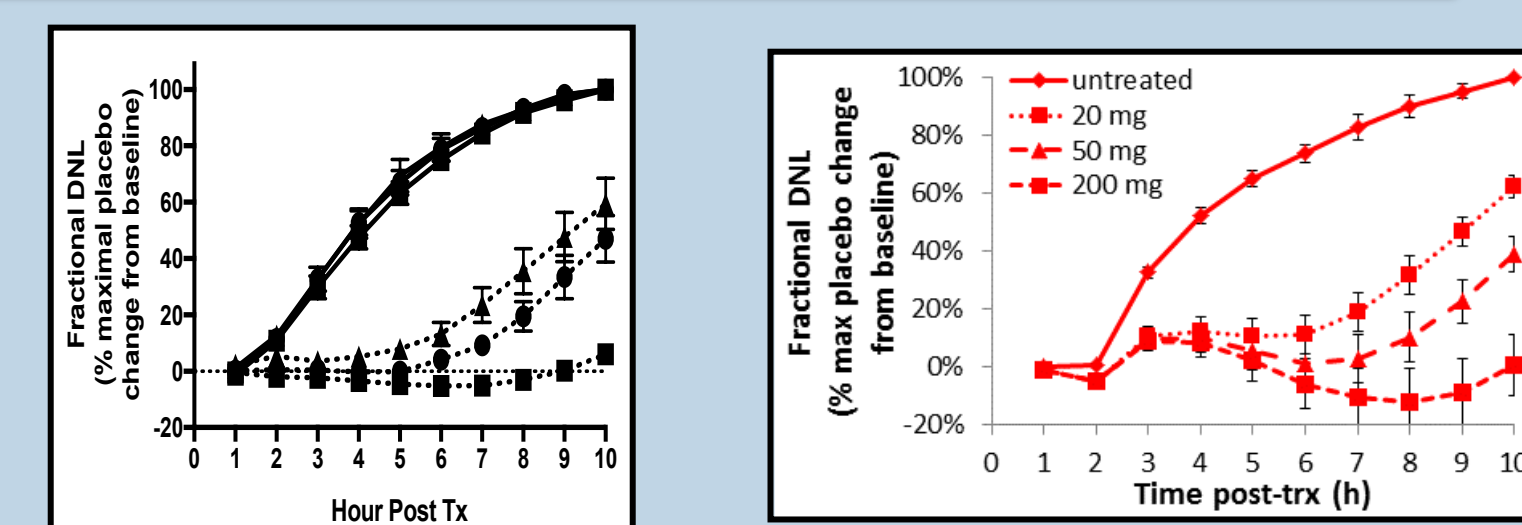 Fractional DNL
(% maximal placebo
change from baseline)
100
80
60
40
20
0
-20
0 1 2 3 4 5 6 7 8 9 10
Hour Post Tx
Fractional DNL
(% max placebo change
from baseline)
100%
80%
60%
40%
20%
0%
-20%
untreated
20 mg
50 mg
200 mg
0 1 2 3 4 5 6 7 8 9 10
Time post-trx (h)